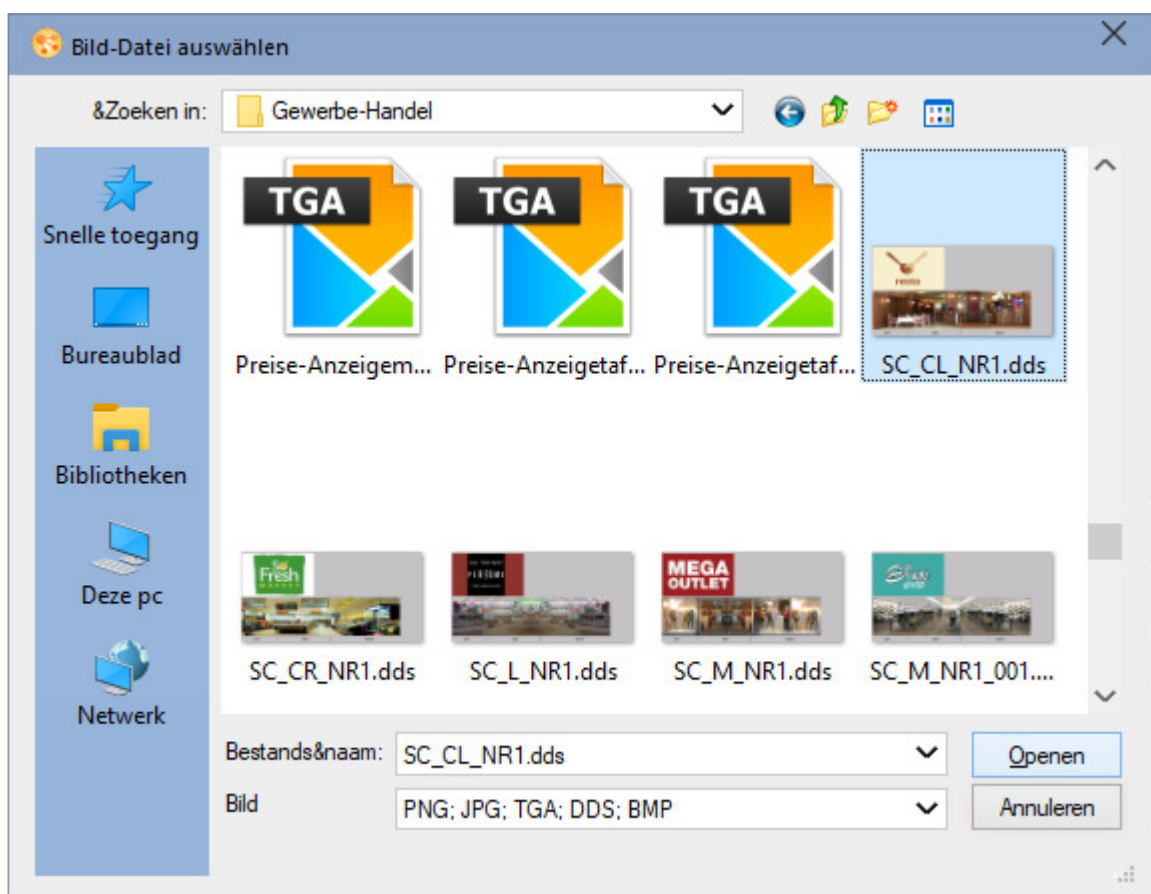 Bild-Datei auswählen
&Zoeken in:
Gewerbe-Handel
Snelle toegang
Bureaublad
Bibliotheken
Deze pc
Netwerk
TGA TGA TGA
resto
Preise-Anzeigem... Preise-Anzeigetaf... Preise-Anzeigetaf... SC_CL_NR1.dds
Fresh
MEGA
OUTLET
SC_CR_NR1.dds SC_L_NR1.dds SC_M_NR1.dds SC_M_NR1_001....
Bestands&naam: SC_CL_NR1.dds Openen
Bild PNG; JPG; TGA; DDS; BMP Annuleren